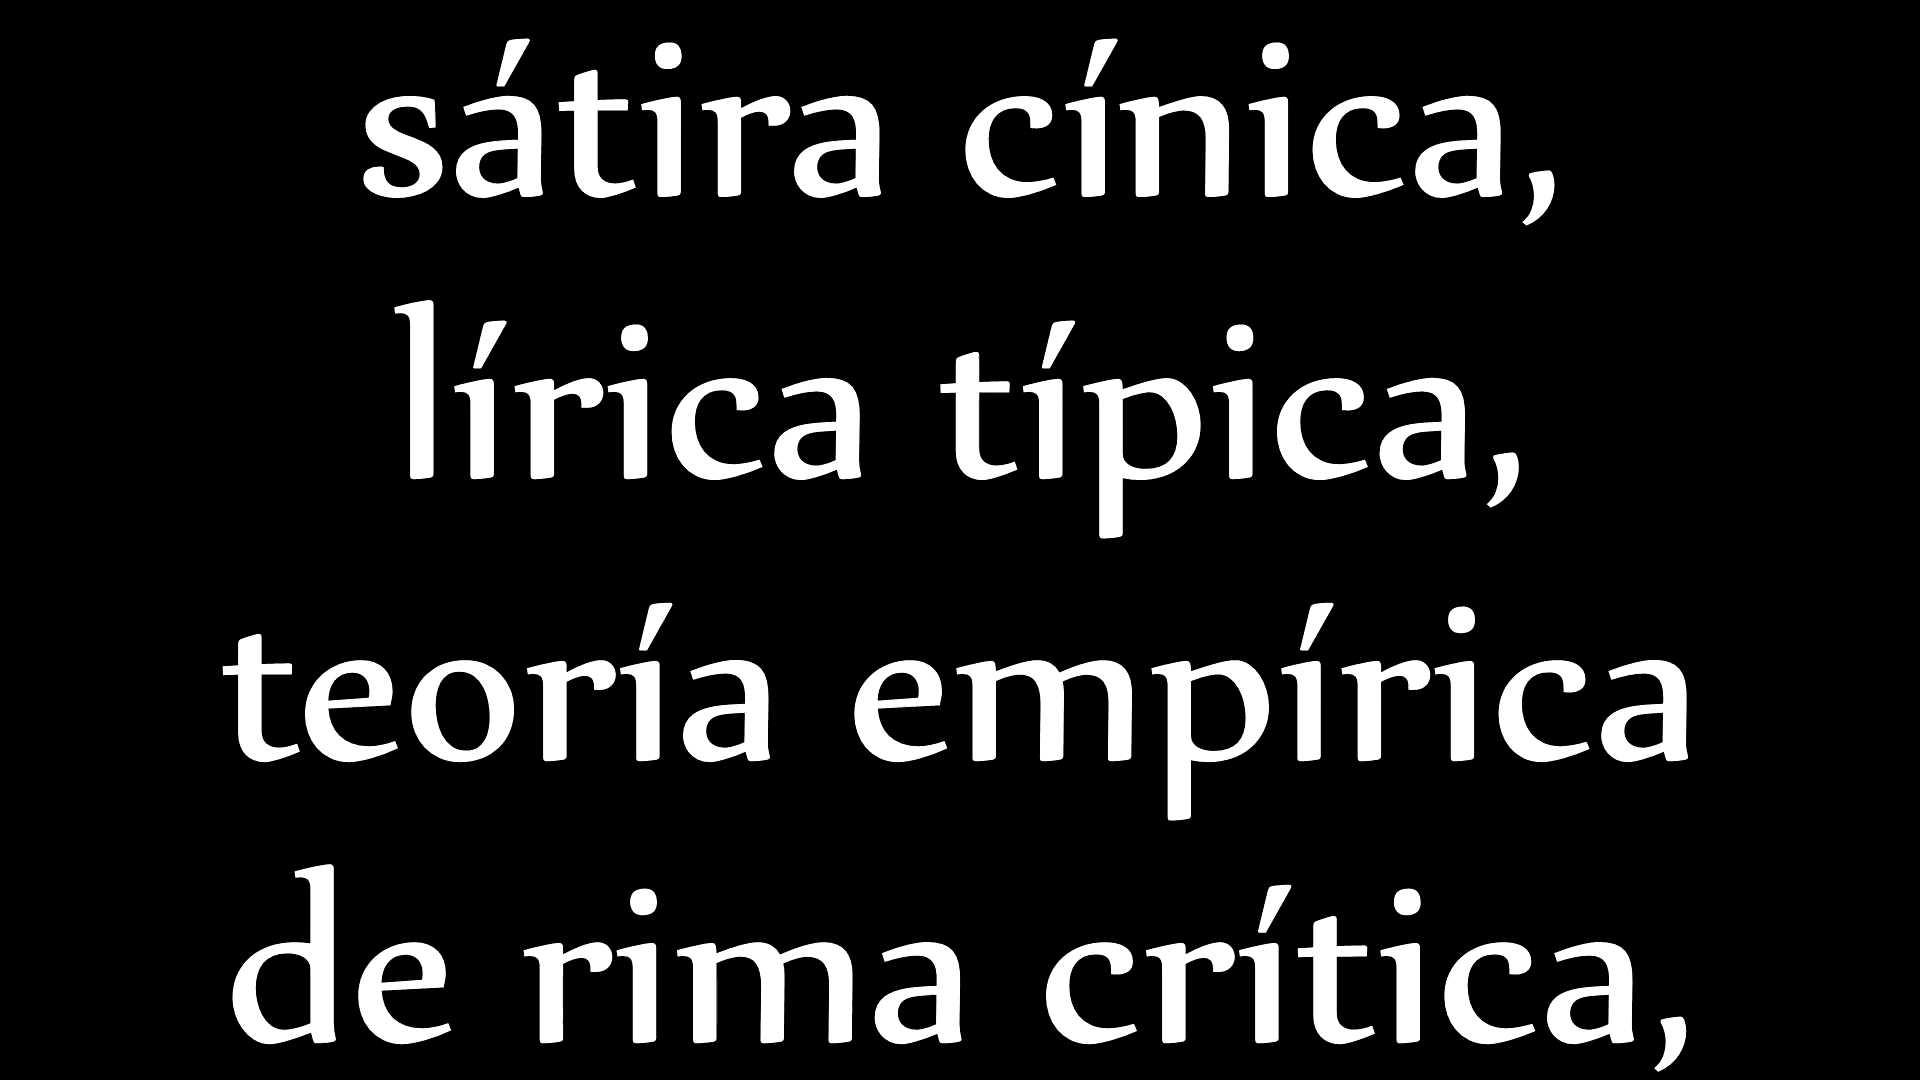 sátira cínica,
lírica típica,
teoría empírica
de rima crítica,